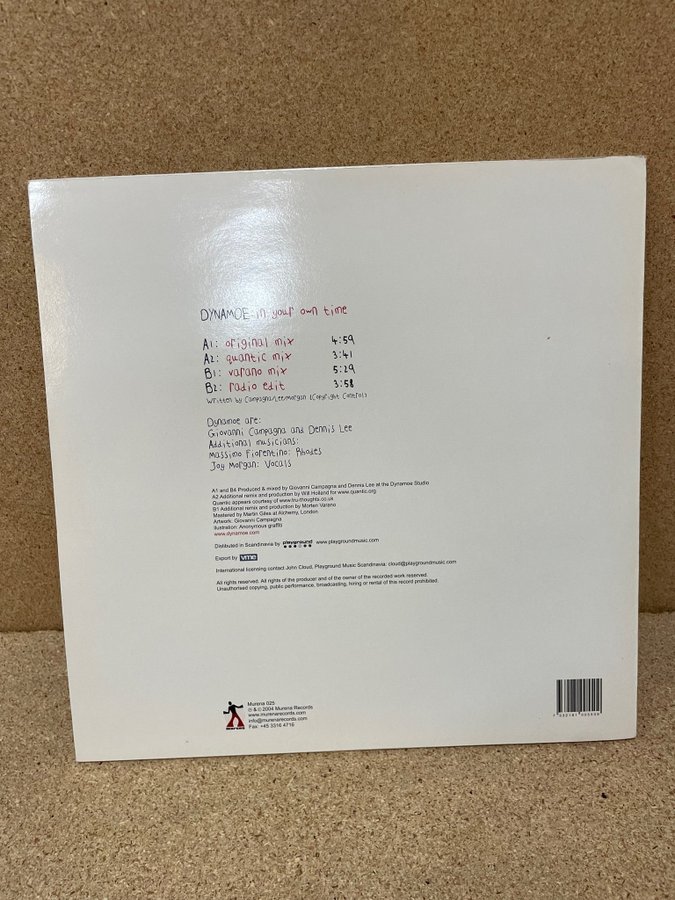 DYNAMOE: in your own time
A1: original mix 4:59
A2: quantic mix 3:41
B1: varano mix 5:29
B2: radio edit 3:58
Written by Campagna/Lee/Morgan (Copyright Control)
Dynamoe are:
Giovanni Campagna and Dennis Lee
Additional musicians:
Massimo Fiorentino: Rhodes
Joy Morgan: Vocals
A1 and B4 Produced & mixed by Giovanni Campagna and Dennis Lee at the Dynamoe Studio
A2 Additional remix and production by Will Holland for www.quantic.org
Quantic appears courtesy of www.tru-thoughts.co.uk
B1 Additional remix and production by Morten Varano
Mastered by Martin Giles at Alchemy, London
Artwork: Giovanni Campagna
Illustration: Anonymous graffiti
www.dynamoe.com
Distibuted in Scandinavia by playground www.playgroundmusic.com
Export by vme
International licensing contact John Cloud, Playground Music Scandinavia: cloud@playgroundmusic.com
All rights reserved. All rights of the producer and of the owner of the recorded work reserved.
Unauthorised copying, public performance, broadcasting, hiring or rental of this record prohibited.
Murena 025
℗ & © 2004 Murena Records
www.murenarecords.com
info@murenarecords.com
Fax: +45 3316 4716